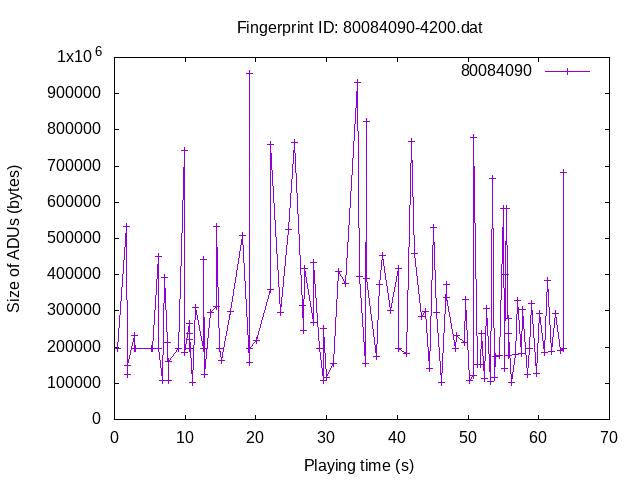 Fingerprint ID: 80084090-4200.dat
80084090
1x10^6
900000
800000
700000
600000
500000
400000
300000
200000
100000
0
Size of ADUs (bytes)
0 10 20 30 40 50 60 70
Playing time (s)